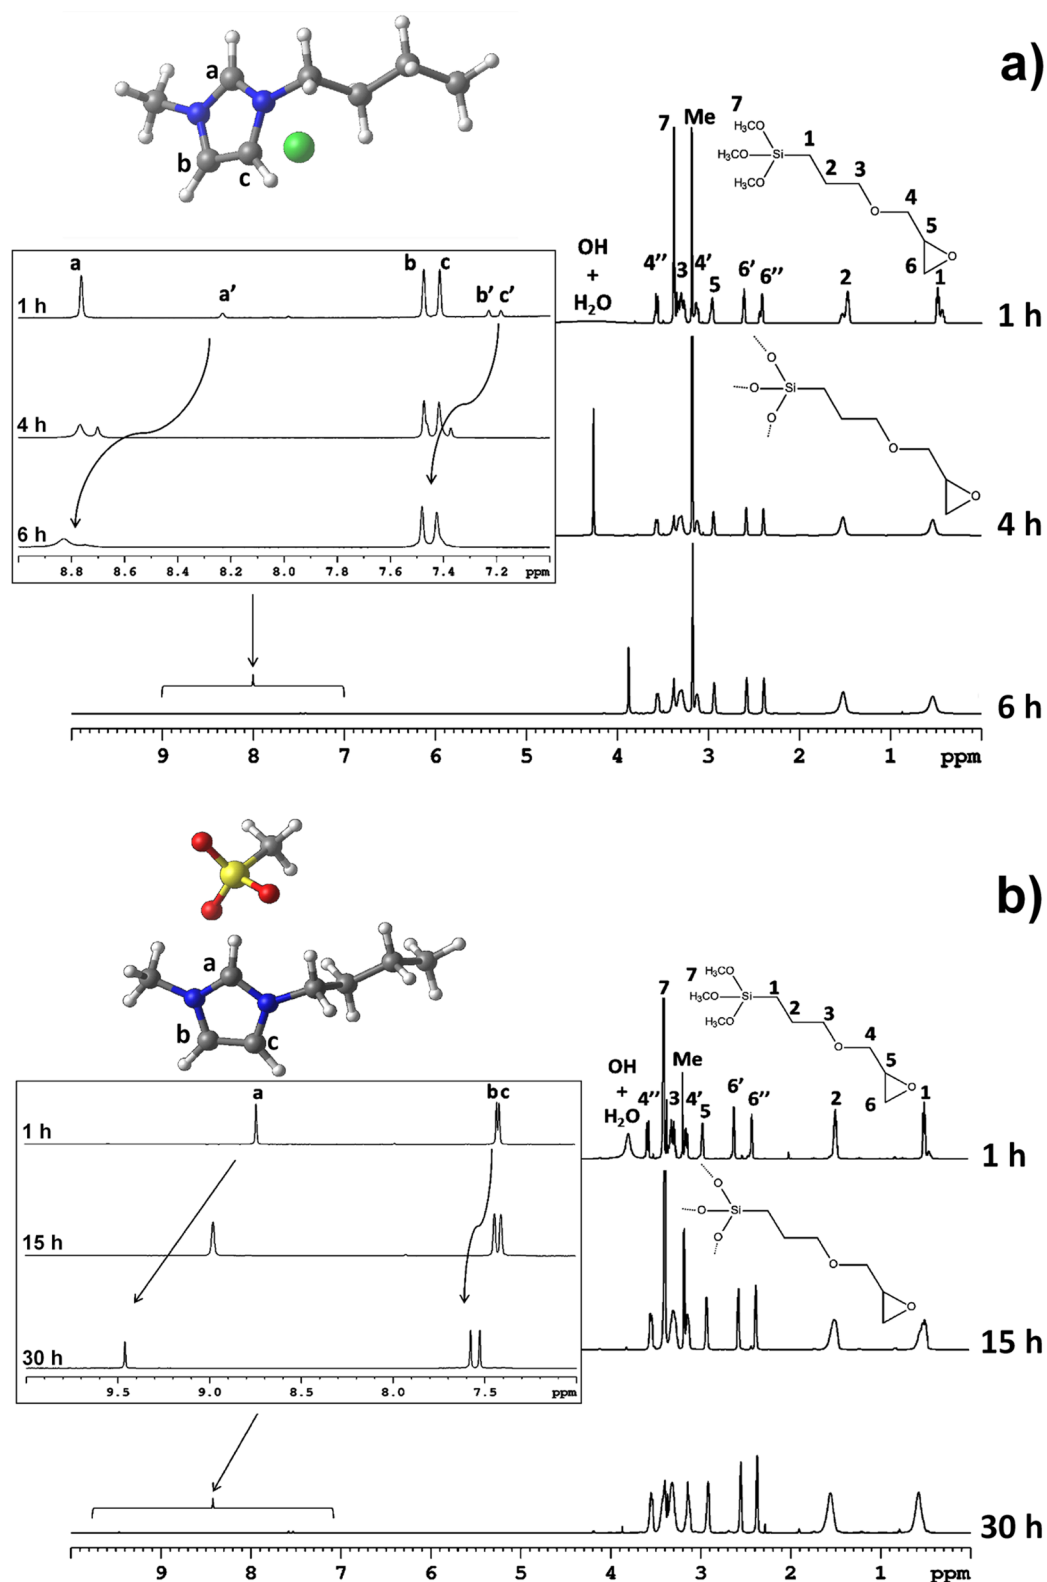 a)
a
b
c
7
Me
7
H₃CO
H₃CO
H₃CO
Si
1
2
3
O
4
5
6
O
OH
+
H₂O
4’’
3
4’
5
6’
6’’
2
1
1 h
a
a’
b
c
b’
c’
1 h
4 h
6 h
8.8 8.6 8.4 8.2 8.0 7.8 7.6 7.4 7.2 ppm
O
O
O
Si
O
O
4 h
6 h
9 8 7 6 5 4 3 2 1 ppm
b)
a
b
c
7
7
H₃CO
H₃CO
H₃CO
Si
1
2
3
O
4
5
6
O
OH
+
H₂O
4’’
3
Me
4’
5
6’
6’’
2
1
1 h
a
b
c
1 h
15 h
30 h
9.5 9.0 8.5 8.0 7.5 ppm
O
O
O
Si
O
O
15 h
30 h
9 8 7 6 5 4 3 2 1 ppm